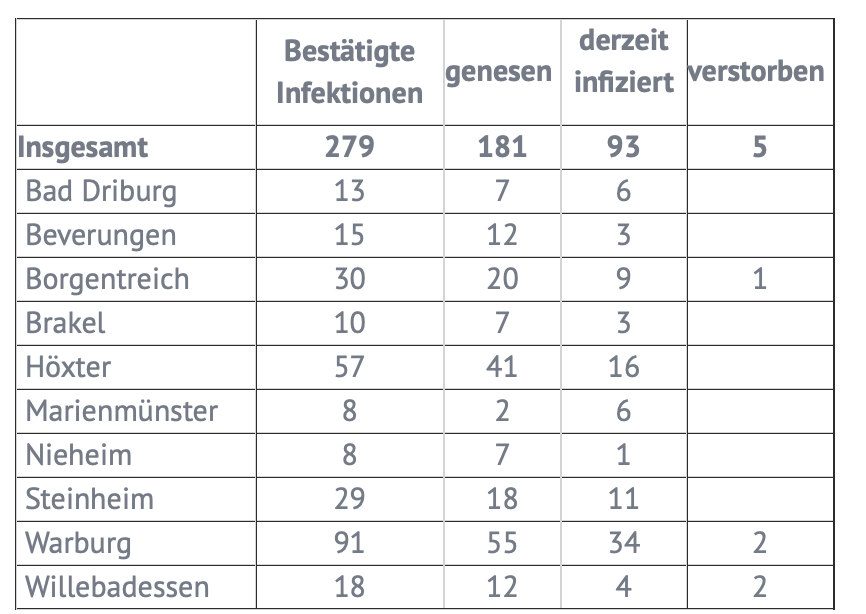 Bestätigte Infektionen genesen derzeit infiziert verstorben
Insgesamt 279 181 93 5
Bad Driburg 13 7 6
Beverungen 15 12 3
Borgentreich 30 20 9 1
Brakel 10 7 3
Höxter 57 41 16
Marienmünster 8 2 6
Nieheim 8 7 1
Steinheim 29 18 11
Warburg 91 55 34 2
Willebadessen 18 12 4 2